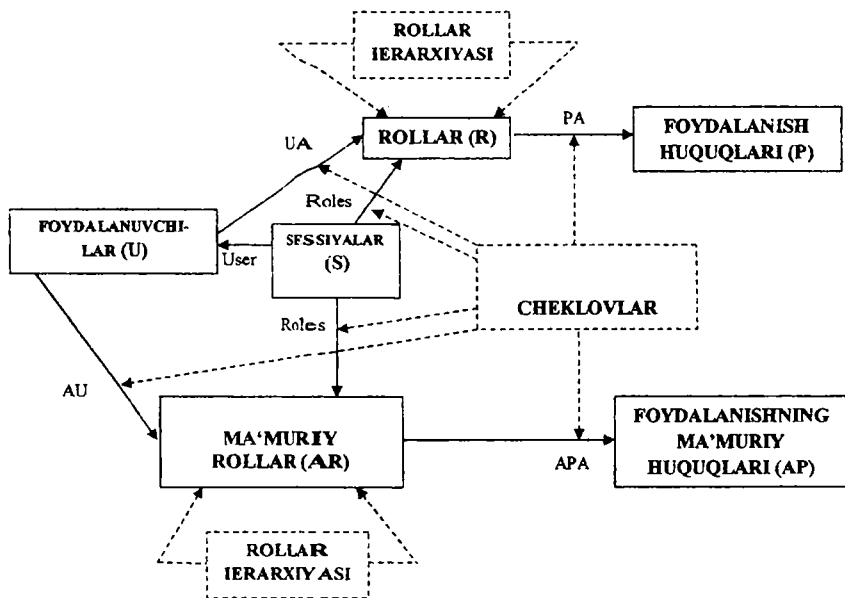 ROLLAR
IERARXIYASI
ROLLAR (R)
PA
FOYDALANISH
HUQUQLARI (P)
UA
Roles
FOYDALANUVCHI-
LAR (U)
User
SESSIYALAR
(S)
CHEKLOVLAR
Roles
AU
MA‘MURIY
ROLLAR (AR)
APA
FOYDALANISHNING
MA’MURIY
HUQUQLARI (AP)
ROLLAR
IERARXIYASI